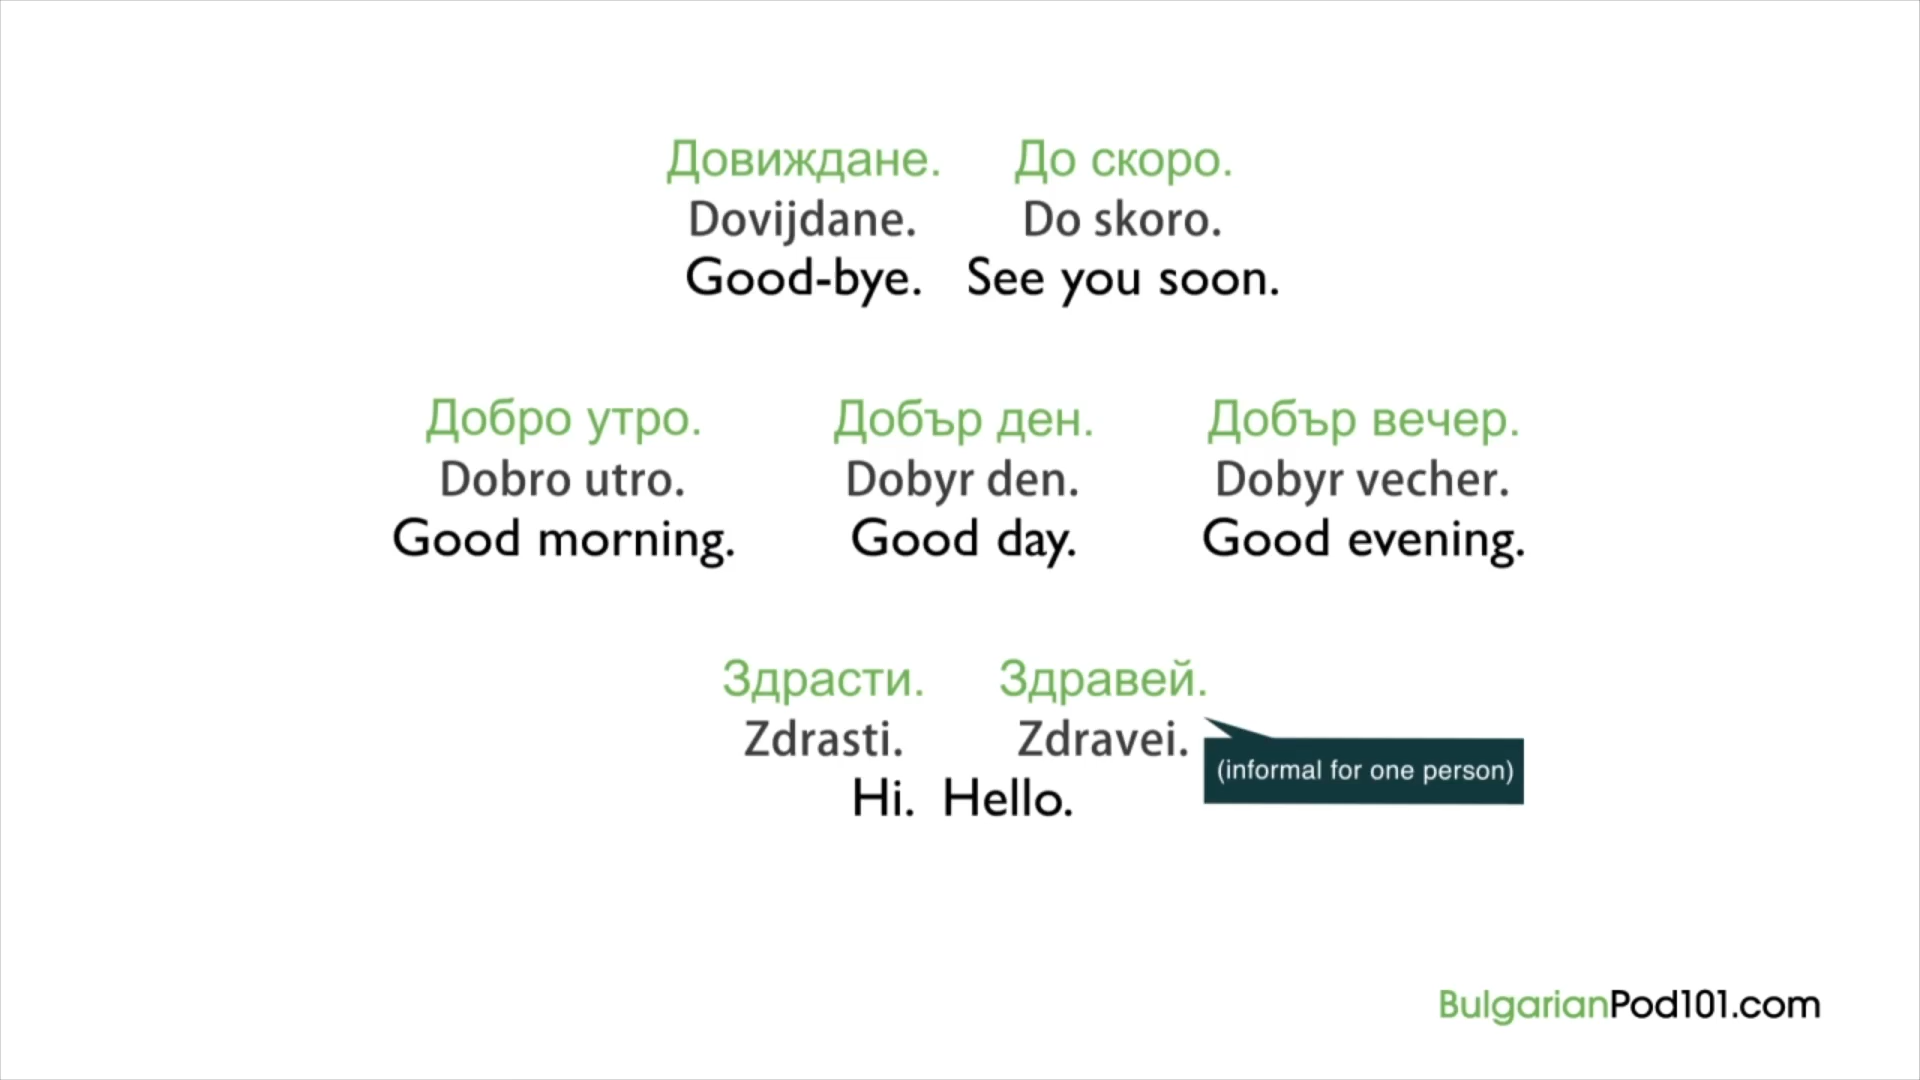 Довиждане. До скоро.
Dovijdane. Do skoro.
Good-bye. See you soon.
Добро утро. Добър ден. Добър вечер.
Dobro utro. Dobyr den. Dobyr vecher.
Good morning. Good day. Good evening.
Здрасти. Здравей.
Zdrasti. Zdravei.
(informal for one person)
Hi. Hello.
BulgarianPod101.com